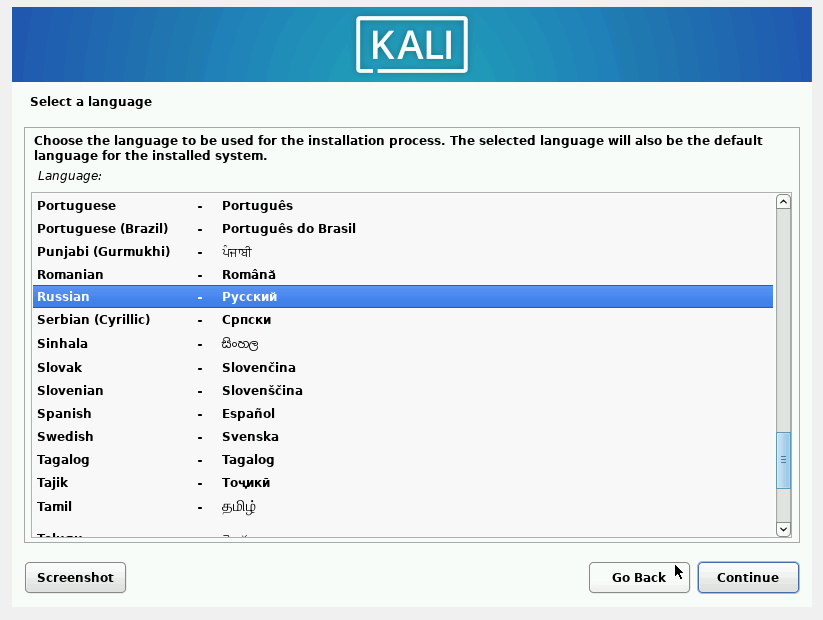 KALI
Select a language
Choose the language to be used for the installation process. The selected language will also be the default
language for the installed system.
Language:
Portuguese - Português
Portuguese (Brazil) - Português do Brasil
Punjabi (Gurmukhi) - ਪੰਜਾਬੀ
Romanian - Română
Russian - Русский
Serbian (Cyrillic) - Српски
Sinhala - සිංහල
Slovak - Slovenčina
Slovenian - Slovenščina
Spanish - Español
Swedish - Svenska
Tagalog - Tagalog
Tajik - Тоҷикӣ
Tamil - தமிழ்
Screenshot Go Back Continue